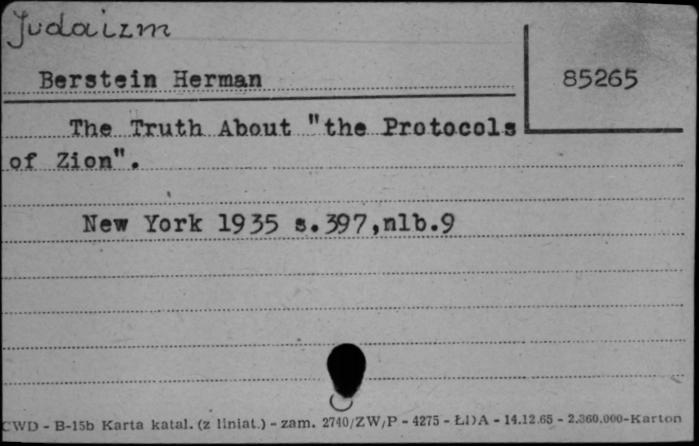 Judaizm
Berstein Herman
85265
The Truth About "the Protocols
of Zion".
New York 1935 s.397,nlb.9
CWD - B-15b Karta katal. (z liniat.) - zam. 2740/ZW/P - 4275 - ŁDA - 14.12.65 - 2.360.000-Karton